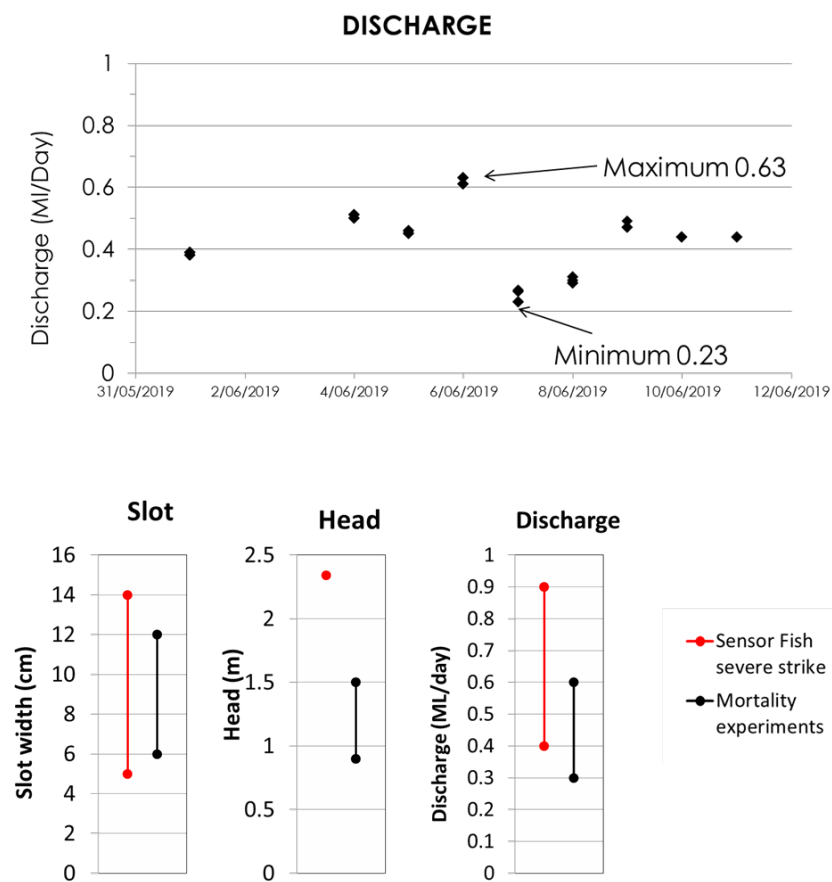 DISCHARGE
1
0.8
0.6
0.4
0.2
0
Discharge (Ml/Day)
Maximum 0.63
Minimum 0.23
31/05/2019 2/06/2019 4/06/2019 6/06/2019 8/06/2019 10/06/2019 12/06/2019
Slot
16
14
12
10
8
6
4
2
0
Slot width (cm)
Head
2.5
2
1.5
1
0.5
0
Head (m)
Discharge
1
0.9
0.8
0.7
0.6
0.5
0.4
0.3
0.2
0.1
0
Discharge (ML/day)
Sensor Fish
severe strike
Mortality
experiments